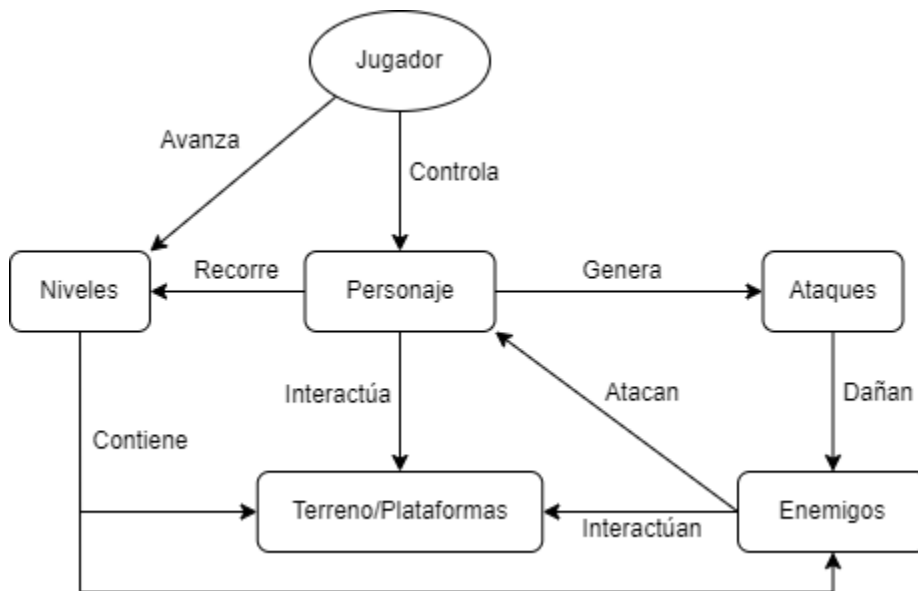 Jugador
Avanza
Controla
Niveles
Recorre
Personaje
Genera
Ataques
Interactúa
Atacan
Dañan
Contiene
Terreno/Plataformas
Interactúan
Enemigos